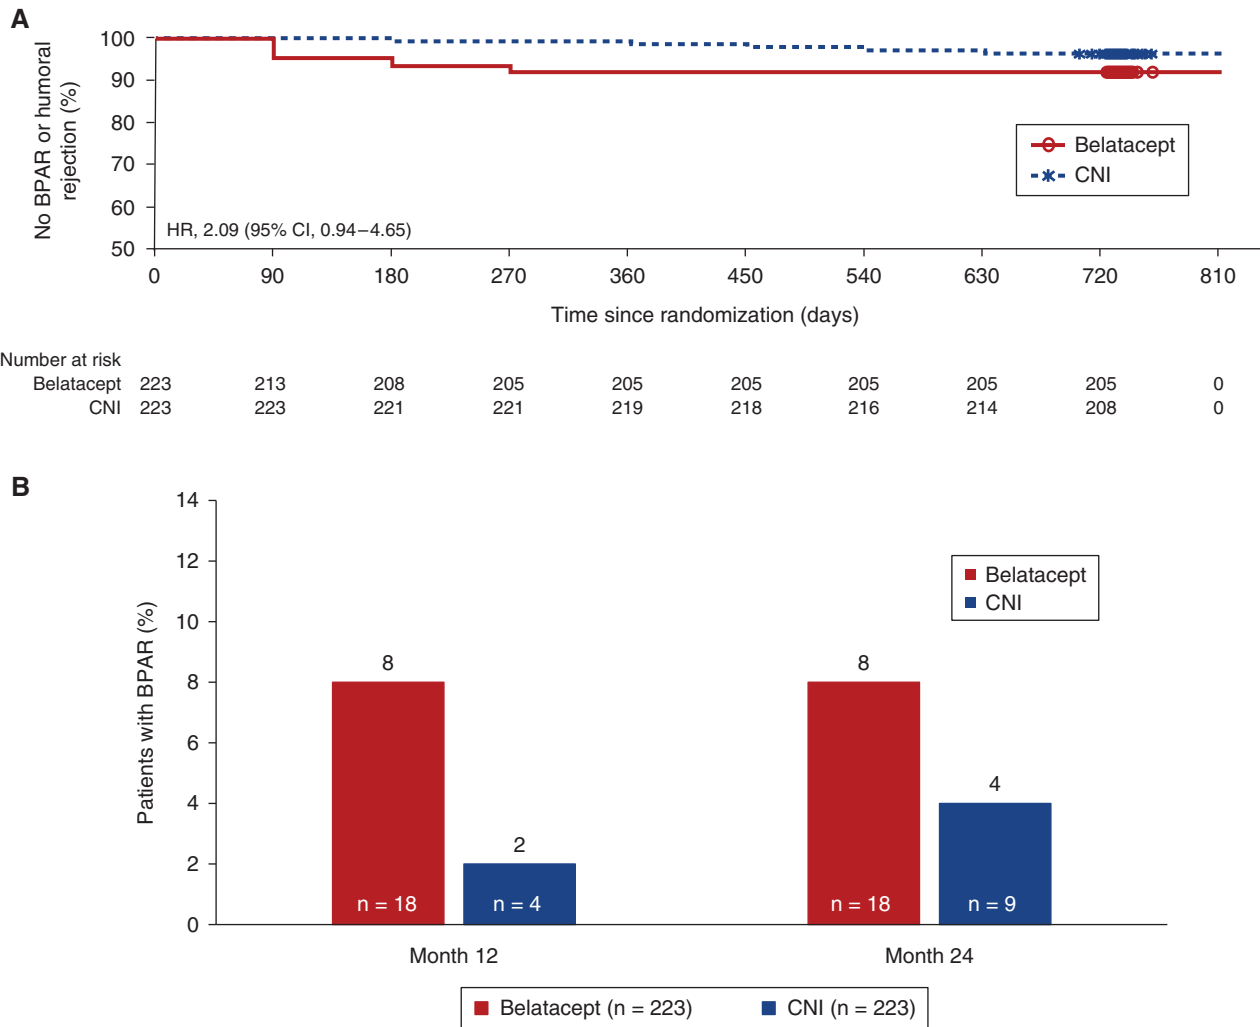 A
No BPAR or humoral
rejection (%)
100
90
80
70
60
50
Belatacept
CNI
HR, 2.09 (95% CI, 0.94–4.65)
0 90 180 270 360 450 540 630 720 810
Time since randomization (days)
Number at risk
Belatacept 223 213 208 205 205 205 205 205 205 0
CNI 223 223 221 221 219 218 216 214 208 0
B
Patients with BPAR (%)
14
12
10
8
6
4
2
0
Belatacept
CNI
8
2
8
4
n = 18
n = 4
n = 18
n = 9
Month 12
Month 24
Belatacept (n = 223) CNI (n = 223)